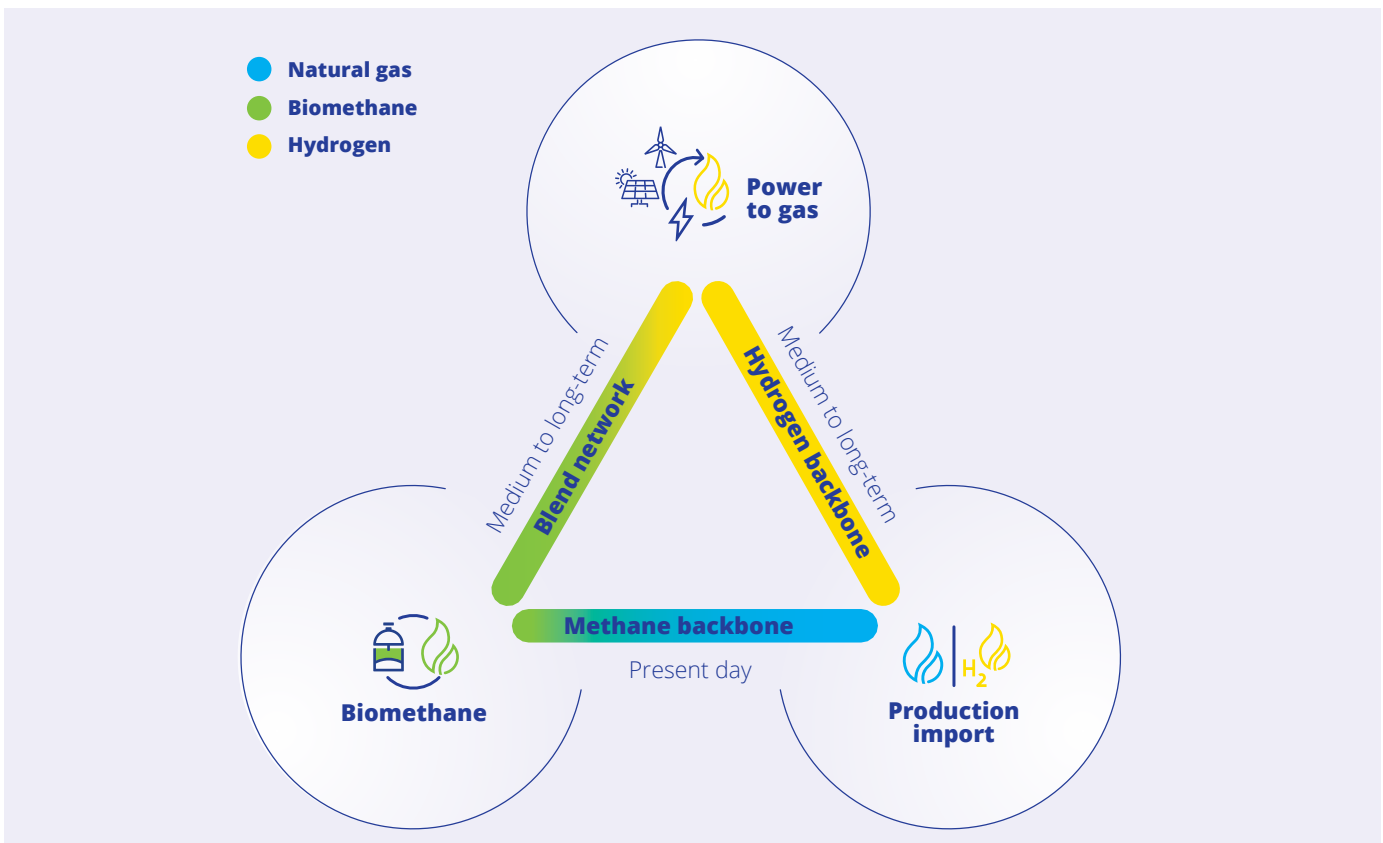 Natural gas
Biomethane
Hydrogen
Power
to gas
Medium to long-term
Blend network
Hydrogen backbone
Medium to long-term
Methane backbone
Present day
Biomethane
H2
Production
import